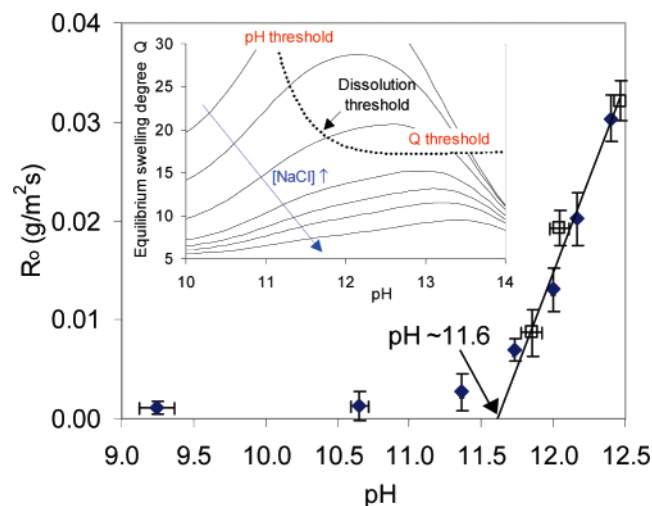 0.04
0.03
0.02
0.01
0.00
R₀ (g/m²s)
9.0 9.5 10.0 10.5 11.0 11.5 12.0 12.5
pH
pH ~11.6
30
25
20
15
10
5
Equilibrium swelling degree Q
10 11 12 13 14
pH
pH threshold
Dissolution
threshold
Q threshold
[NaCl] ↑